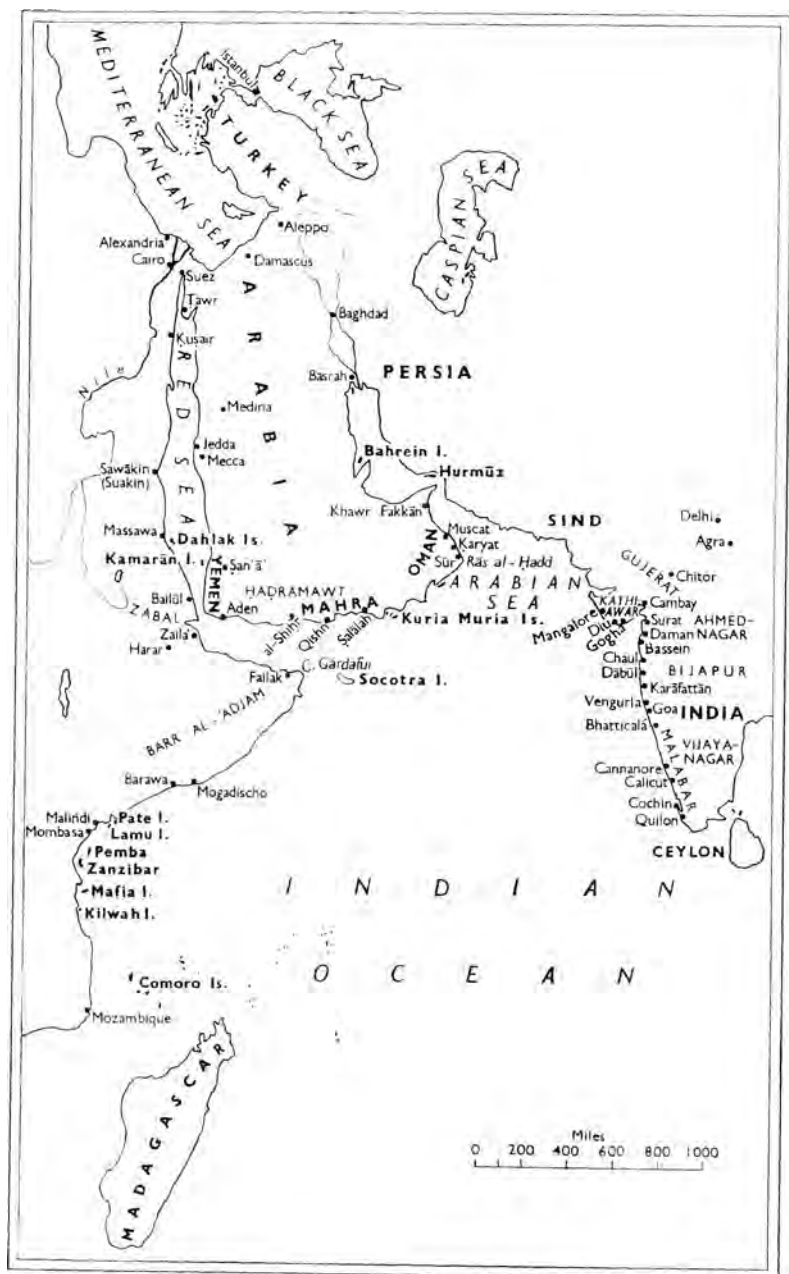 MEDITERRANEAN SEA
Istanbul
BLACK SEA
TURKEY
CASPIAN SEA
Aleppo
Alexandria
Cairo
Damascus
Suez
Tawr
ARABIA
Baghdad
Kusair
RED SEA
Nile
Basrah
PERSIA
Medina
Jedda
Mecca
Bahrein I.
Hurmūz
Sawākin
(Suakin)
Khawr Fakkān
SIND
Delhi
Agra
Massawa
Dahlak Is.
Muscat
Karyat
OMAN
Sūr
Rās al-Ḥadd
GUJERAT
Chitor
Kamarān I.
YEMEN
San'ā'
HADRAMAWT
MAHRA
ARABIAN
SEA
Bailūl
ZABAL
Aden
al-Shiḥr
Qishn
Ṣalālah
Kuria Muria Is.
KATHI-
AWAR
Cambay
Mangalore
Diu
Gogha
Surat
AHMED-
NAGAR
Daman
Bassein
Zaila'
Harar
Failak
C. Gardafui
Socotra I.
Chaul
Dābūl
BIJAPUR
Karāfattān
Vengurla
Goa
INDIA
Bhatticala
BARR AL-'ADJAM
MALABAR
VIJAYA-
NAGAR
Barawa
Mogadischo
Cannanore
Calicut
Cochin
Quilon
CEYLON
Malindi
Mombasa
Pate I.
Lamu I.
Pemba
Zanzibar
Mafia I.
Kilwah I.
INDIAN
OCEAN
Comoro Is.
Mozambique
MADAGASCAR
Miles
0 200 400 600 800 1000